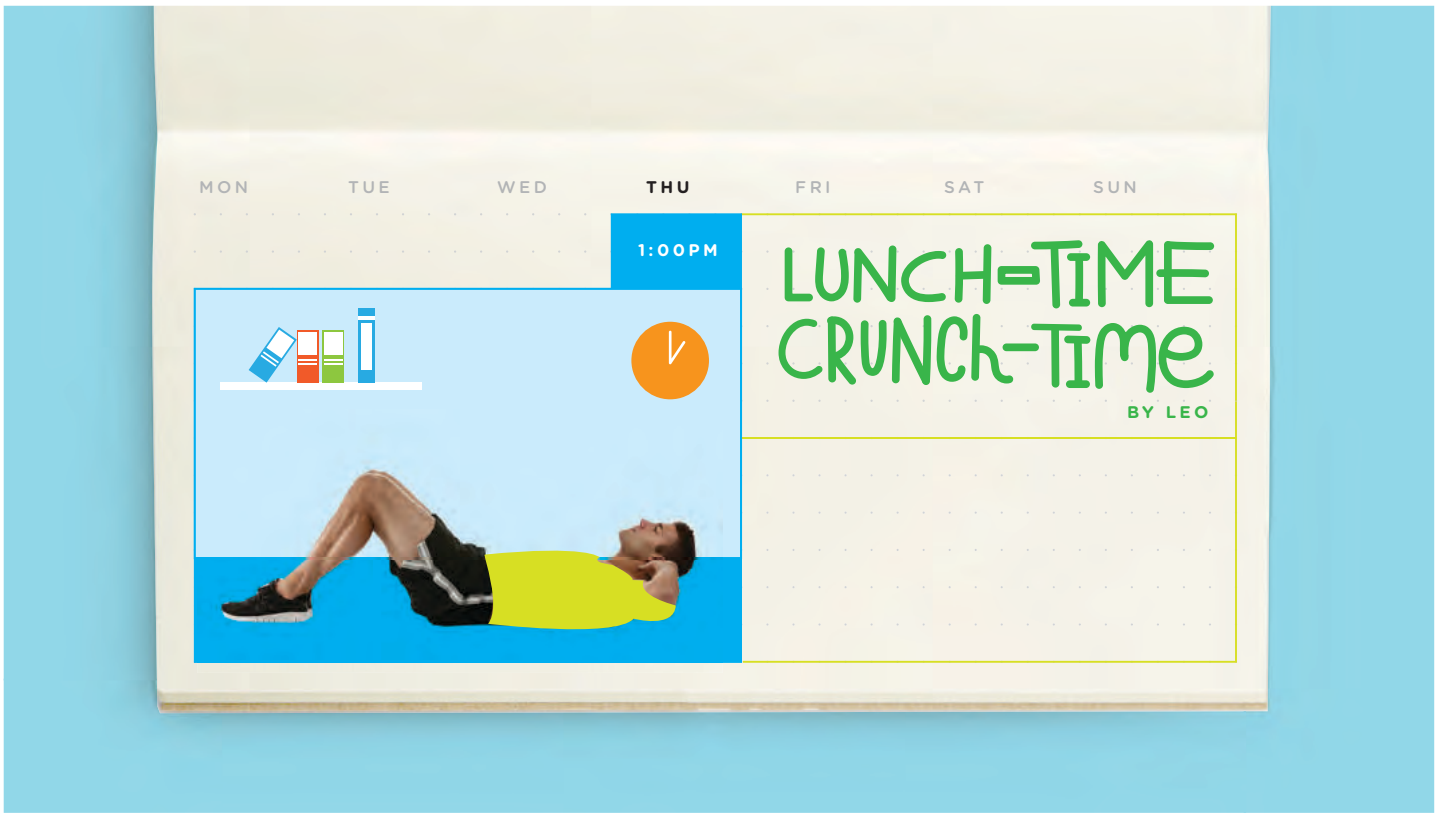 MON TUE WED THU FRI SAT SUN
1:00PM
LUNCH-TIME
CRUNCh-TIme
BY LEO